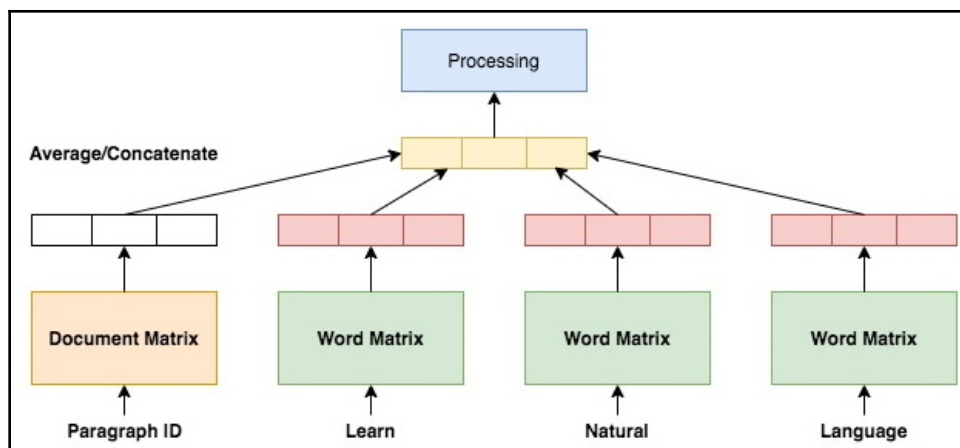 Processing
Average/Concatenate
Document Matrix
Word Matrix
Word Matrix
Word Matrix
Paragraph ID
Learn
Natural
Language